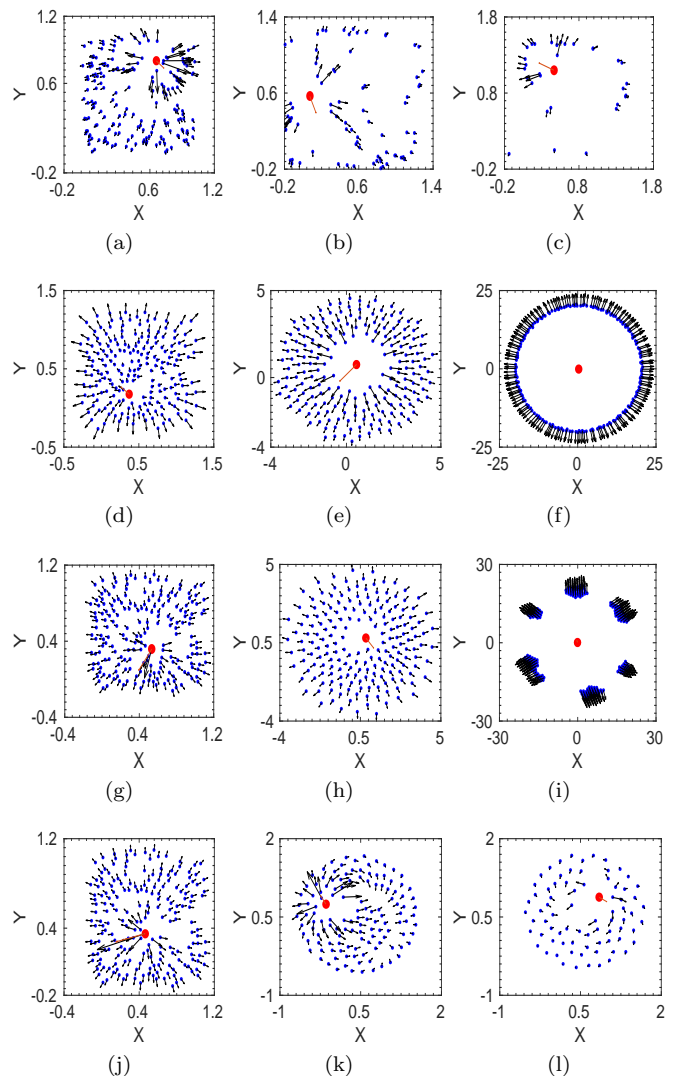 1.2 1.4 1.8
Y 0.6 Y 0.6 Y 0.8
-0.2 -0.2 -0.2
0.6 1.2 -0.2 0.6 1.4 -0.2 0.8 1.8
X X X
(a) (b) (c)
1.5 5 25
Y 0.5 Y 0 Y 0
-0.5 -4 -25
-0.5 0.5 1.5 -4 0 5 -25 0 25
X X X
(d) (e) (f)
1.2 5 30
Y 0.4 Y 0.5 Y 0
-0.4 -4 -30
-0.4 0.4 1.2 -4 0.5 5 -30 0 30
X X X
(g) (h) (i)
1.2 2 2
Y 0.4 Y 0.5 Y 0.5
-0.2 -1 -1
-0.4 0.4 1.2 -1 0.5 2 -1 0.5 2
X X X
(j) (k) (l)